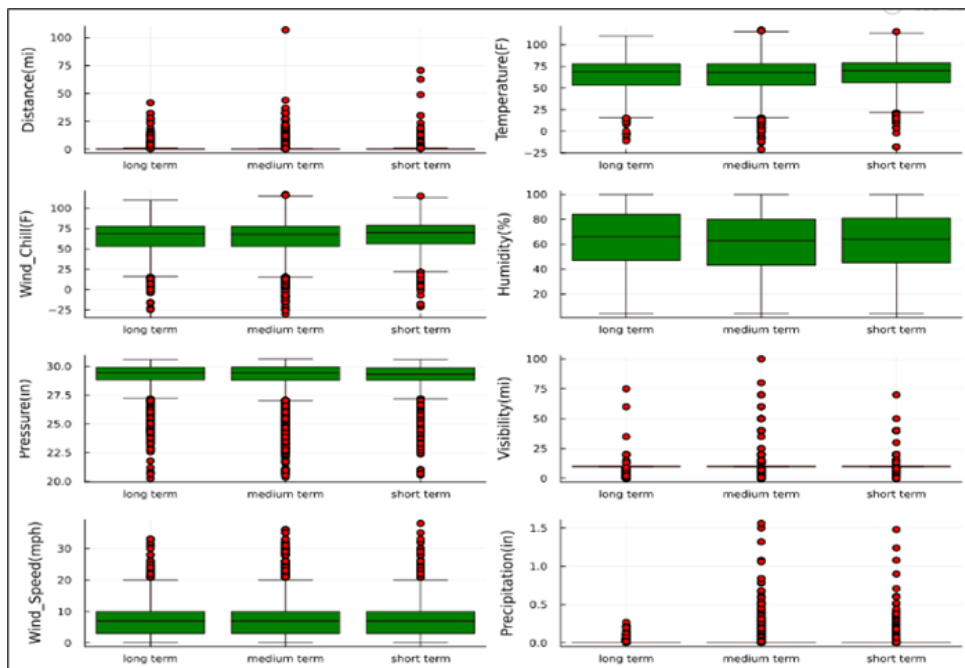 Distance(mi)
100
75
50
25
0
long term medium term short term
Temperature(F)
100
75
50
25
0
−25
long term medium term short term
Wind_Chill(F)
100
75
50
25
0
−25
long term medium term short term
Humidity(%)
100
80
60
40
20
long term medium term short term
Pressure(in)
30.0
27.5
25.0
22.5
20.0
long term medium term short term
Visibility(mi)
100
75
50
25
0
long term medium term short term
Wind_Speed(mph)
30
20
10
0
long term medium term short term
Precipitation(in)
1.5
1.0
0.5
0.0
long term medium term short term